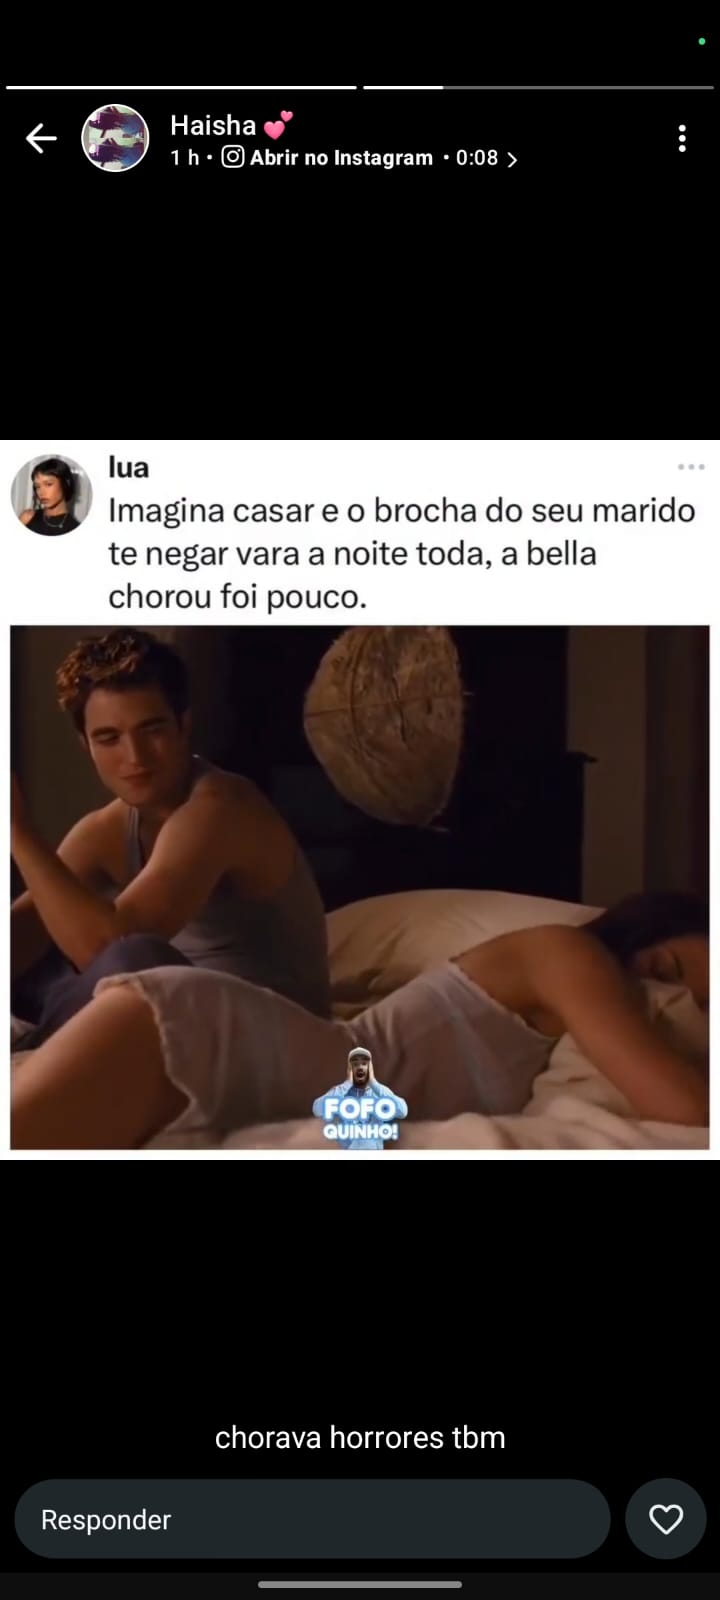 Haisha 💕
1 h • Abrir no Instagram • 0:08 >
lua
Imagina casar e o brocha do seu marido
te negar vara a noite toda, a bella
chorou foi pouco.
FOFO
QUINHO!
chorava horrores tbm
Responder